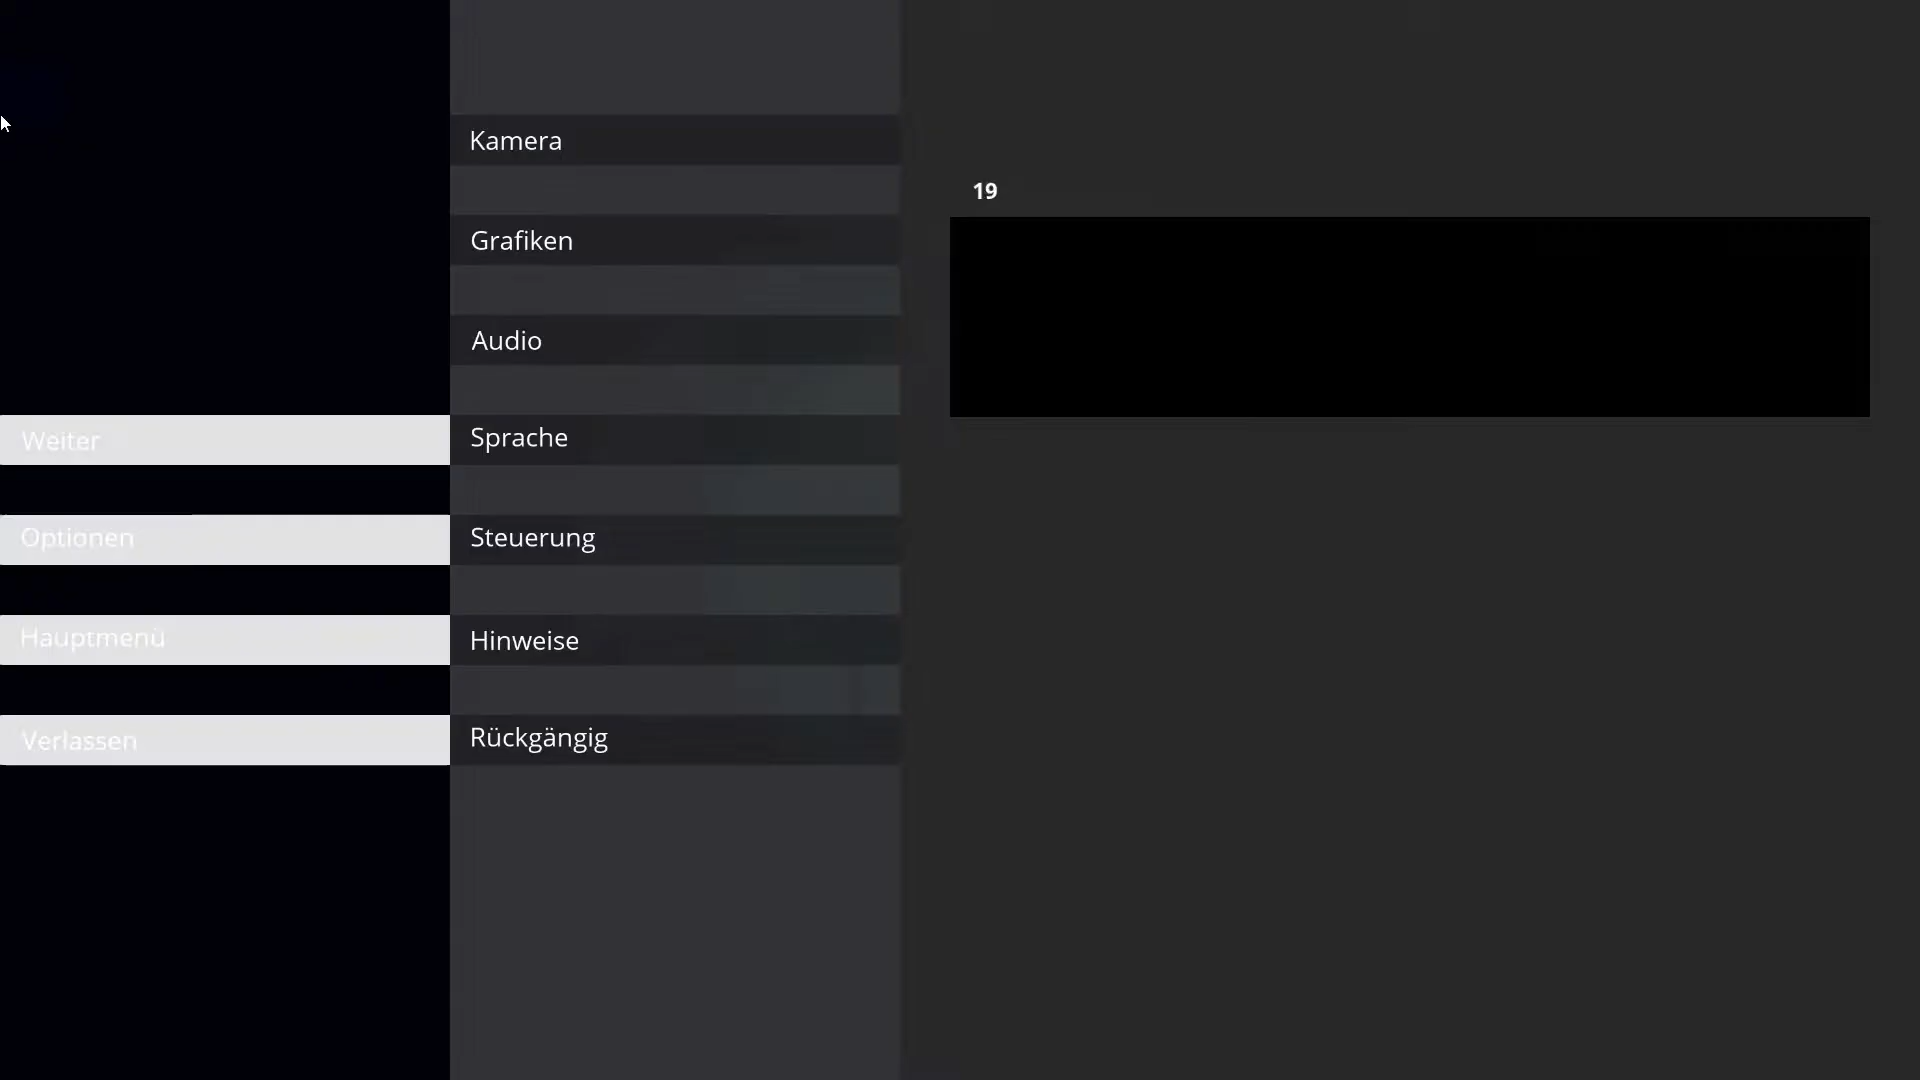 Weiter
Optionen
Hauptmenü
Verlassen
Kamera
Grafiken
Audio
Sprache
Steuerung
Hinweise
Rückgängig
19